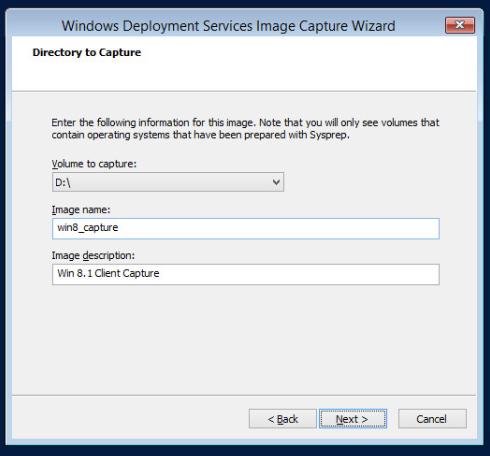 Windows Deployment Services Image Capture Wizard
Directory to Capture
Enter the following information for this image. Note that you will only see volumes that
contain operating systems that have been prepared with Sysprep.
Volume to capture:
D:\
Image name:
win8_capture
Image description:
Win 8.1 Client Capture
< Back Next > Cancel